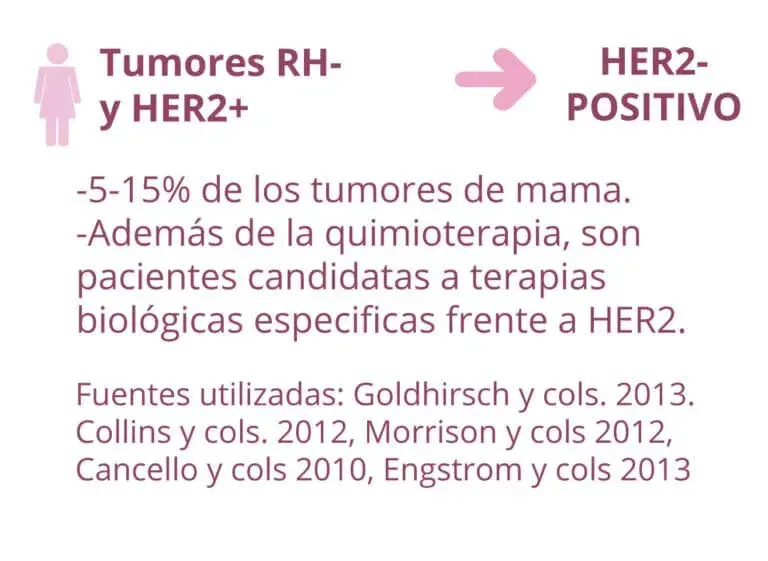 Tumores RH-
y HER2+
HER2-
POSITIVO
-5-15% de los tumores de mama.
-Además de la quimioterapia, son
pacientes candidatas a terapias
biológicas especificas frente a HER2.
Fuentes utilizadas: Goldhirsch y cols. 2013.
Collins y cols. 2012, Morrison y cols 2012,
Cancello y cols 2010, Engstrom y cols 2013